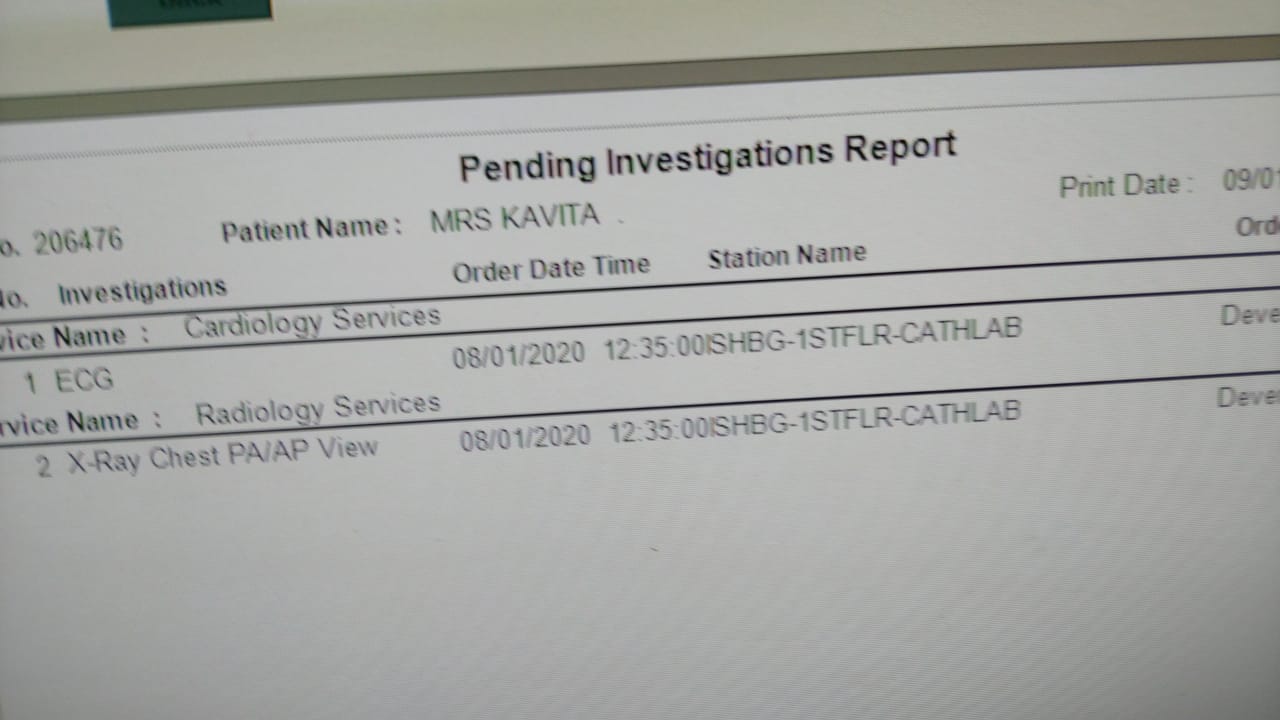 Pending Investigations Report
o. 206476 Patient Name : MRS KAVITA . Print Date : 09/01
No. Investigations Order Date Time Station Name Orde
vice Name : Cardiology Services
1 ECG 08/01/2020 12:35:00ISHBG-1STFLR-CATHLAB Deve
rvice Name : Radiology Services
2 X-Ray Chest PA/AP View 08/01/2020 12:35:00ISHBG-1STFLR-CATHLAB Deve